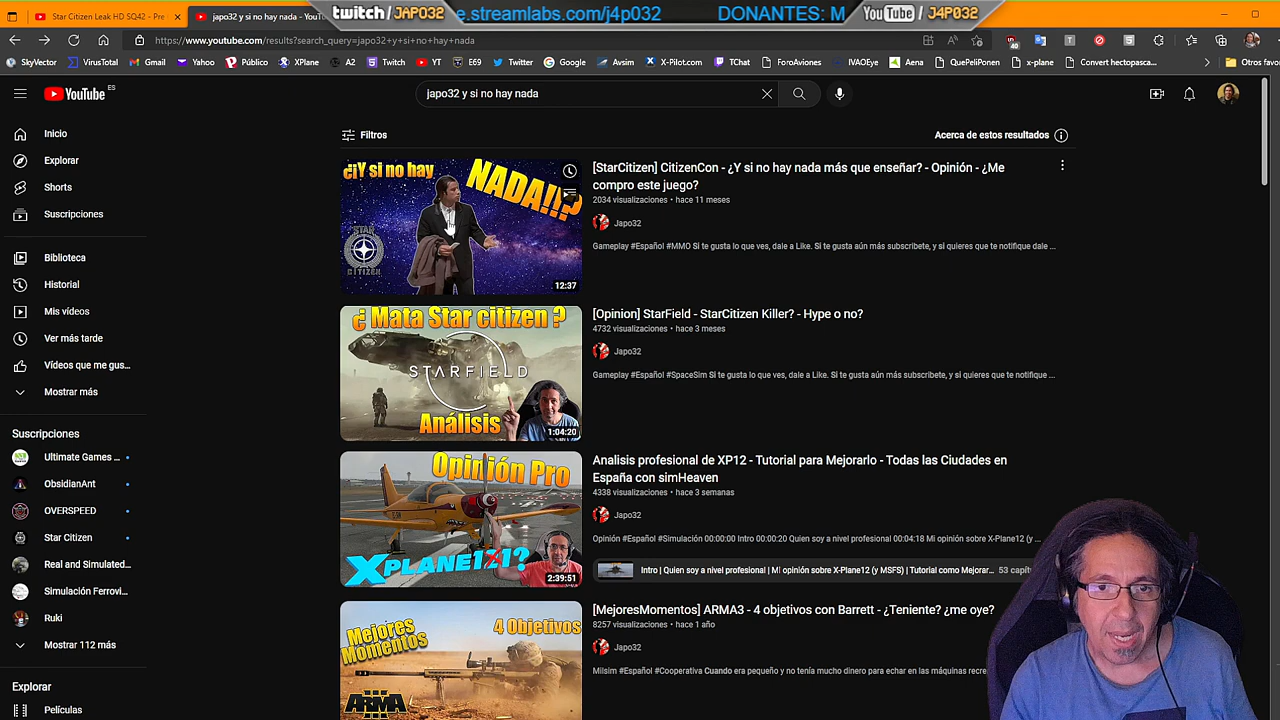 Star Citizen Leak HD SQ42 - Pre
japo32 y si no hay nada - YouTu
twitch / JAPO32
e.streamlabs.com/j4p032
DONANTES: M
YouTube / J4P032
https://www.youtube.com/results?search_query=japo32+y+si+no+hay+nada
40
SkyVector
VirusTotal
Gmail
Yahoo
Público
XPlane
A2
Twitch
YT
E69
Twitter
Google
Avsim
X-Pilot.com
TChat
ForoAviones
IVAOEye
Aena
QuePeliPonen
x-plane
Convert hectopasca...
Otros favo
YouTube ES
japo32 y si no hay nada
Inicio
Explorar
Shorts
Suscripciones
Biblioteca
Historial
Mis vídeos
Ver más tarde
Vídeos que me gus...
Mostrar más
Suscripciones
Ultimate Games ...
ObsidianAnt
OVERSPEED
Star Citizen
Real and Simulated...
Simulación Ferrovi...
Ruki
Mostrar 112 más
Explorar
Películas
Filtros
Acerca de estos resultados
¿¡Y si no hay
NADA!!?
STAR
CITIZEN
12:37
[StarCitizen] CitizenCon - ¿Y si no hay nada más que enseñar? - Opinión - ¿Me
compro este juego?
2034 visualizaciones • hace 11 meses
Japo32
Gameplay #Español #MMO Si te gusta lo que ves, dale a Like. Si te gusta aún más subscribete, y si quieres que te notifique dale ...
¿ Mata Star citizen ?
STARFIELD
Análisis
1:04:20
[Opinion] StarField - StarCitizen Killer? - Hype o no?
4732 visualizaciones • hace 3 meses
Japo32
Gameplay #Español #SpaceSim Si te gusta lo que ves, dale a Like. Si te gusta aún más subscribete, y si quieres que te notifique ...
Opinión Pro
XPLANE12!?
2:39:51
Analisis profesional de XP12 - Tutorial para Mejorarlo - Todas las Ciudades en
España con simHeaven
4338 visualizaciones • hace 3 semanas
Japo32
Opinión #Español #Simulación 00:00:00 Intro 00:00:20 Quien soy a nivel profesional 00:04:18 Mi opinión sobre X-Plane12 (y ...
Intro | Quien soy a nivel profesional | Mi opinión sobre X-Plane12 (y MSFS) | Tutorial como Mejorar... 53 capít
Mejores
Momentos
4 Objetivos
ARMA
III
[MejoresMomentos] ARMA3 - 4 objetivos con Barrett - ¿Teniente? ¿me oye?
8257 visualizaciones • hace 1 año
Japo32
Milsim #Español #Cooperativa Cuando era pequeño y no tenía mucho dinero para echar en las máquinas recre